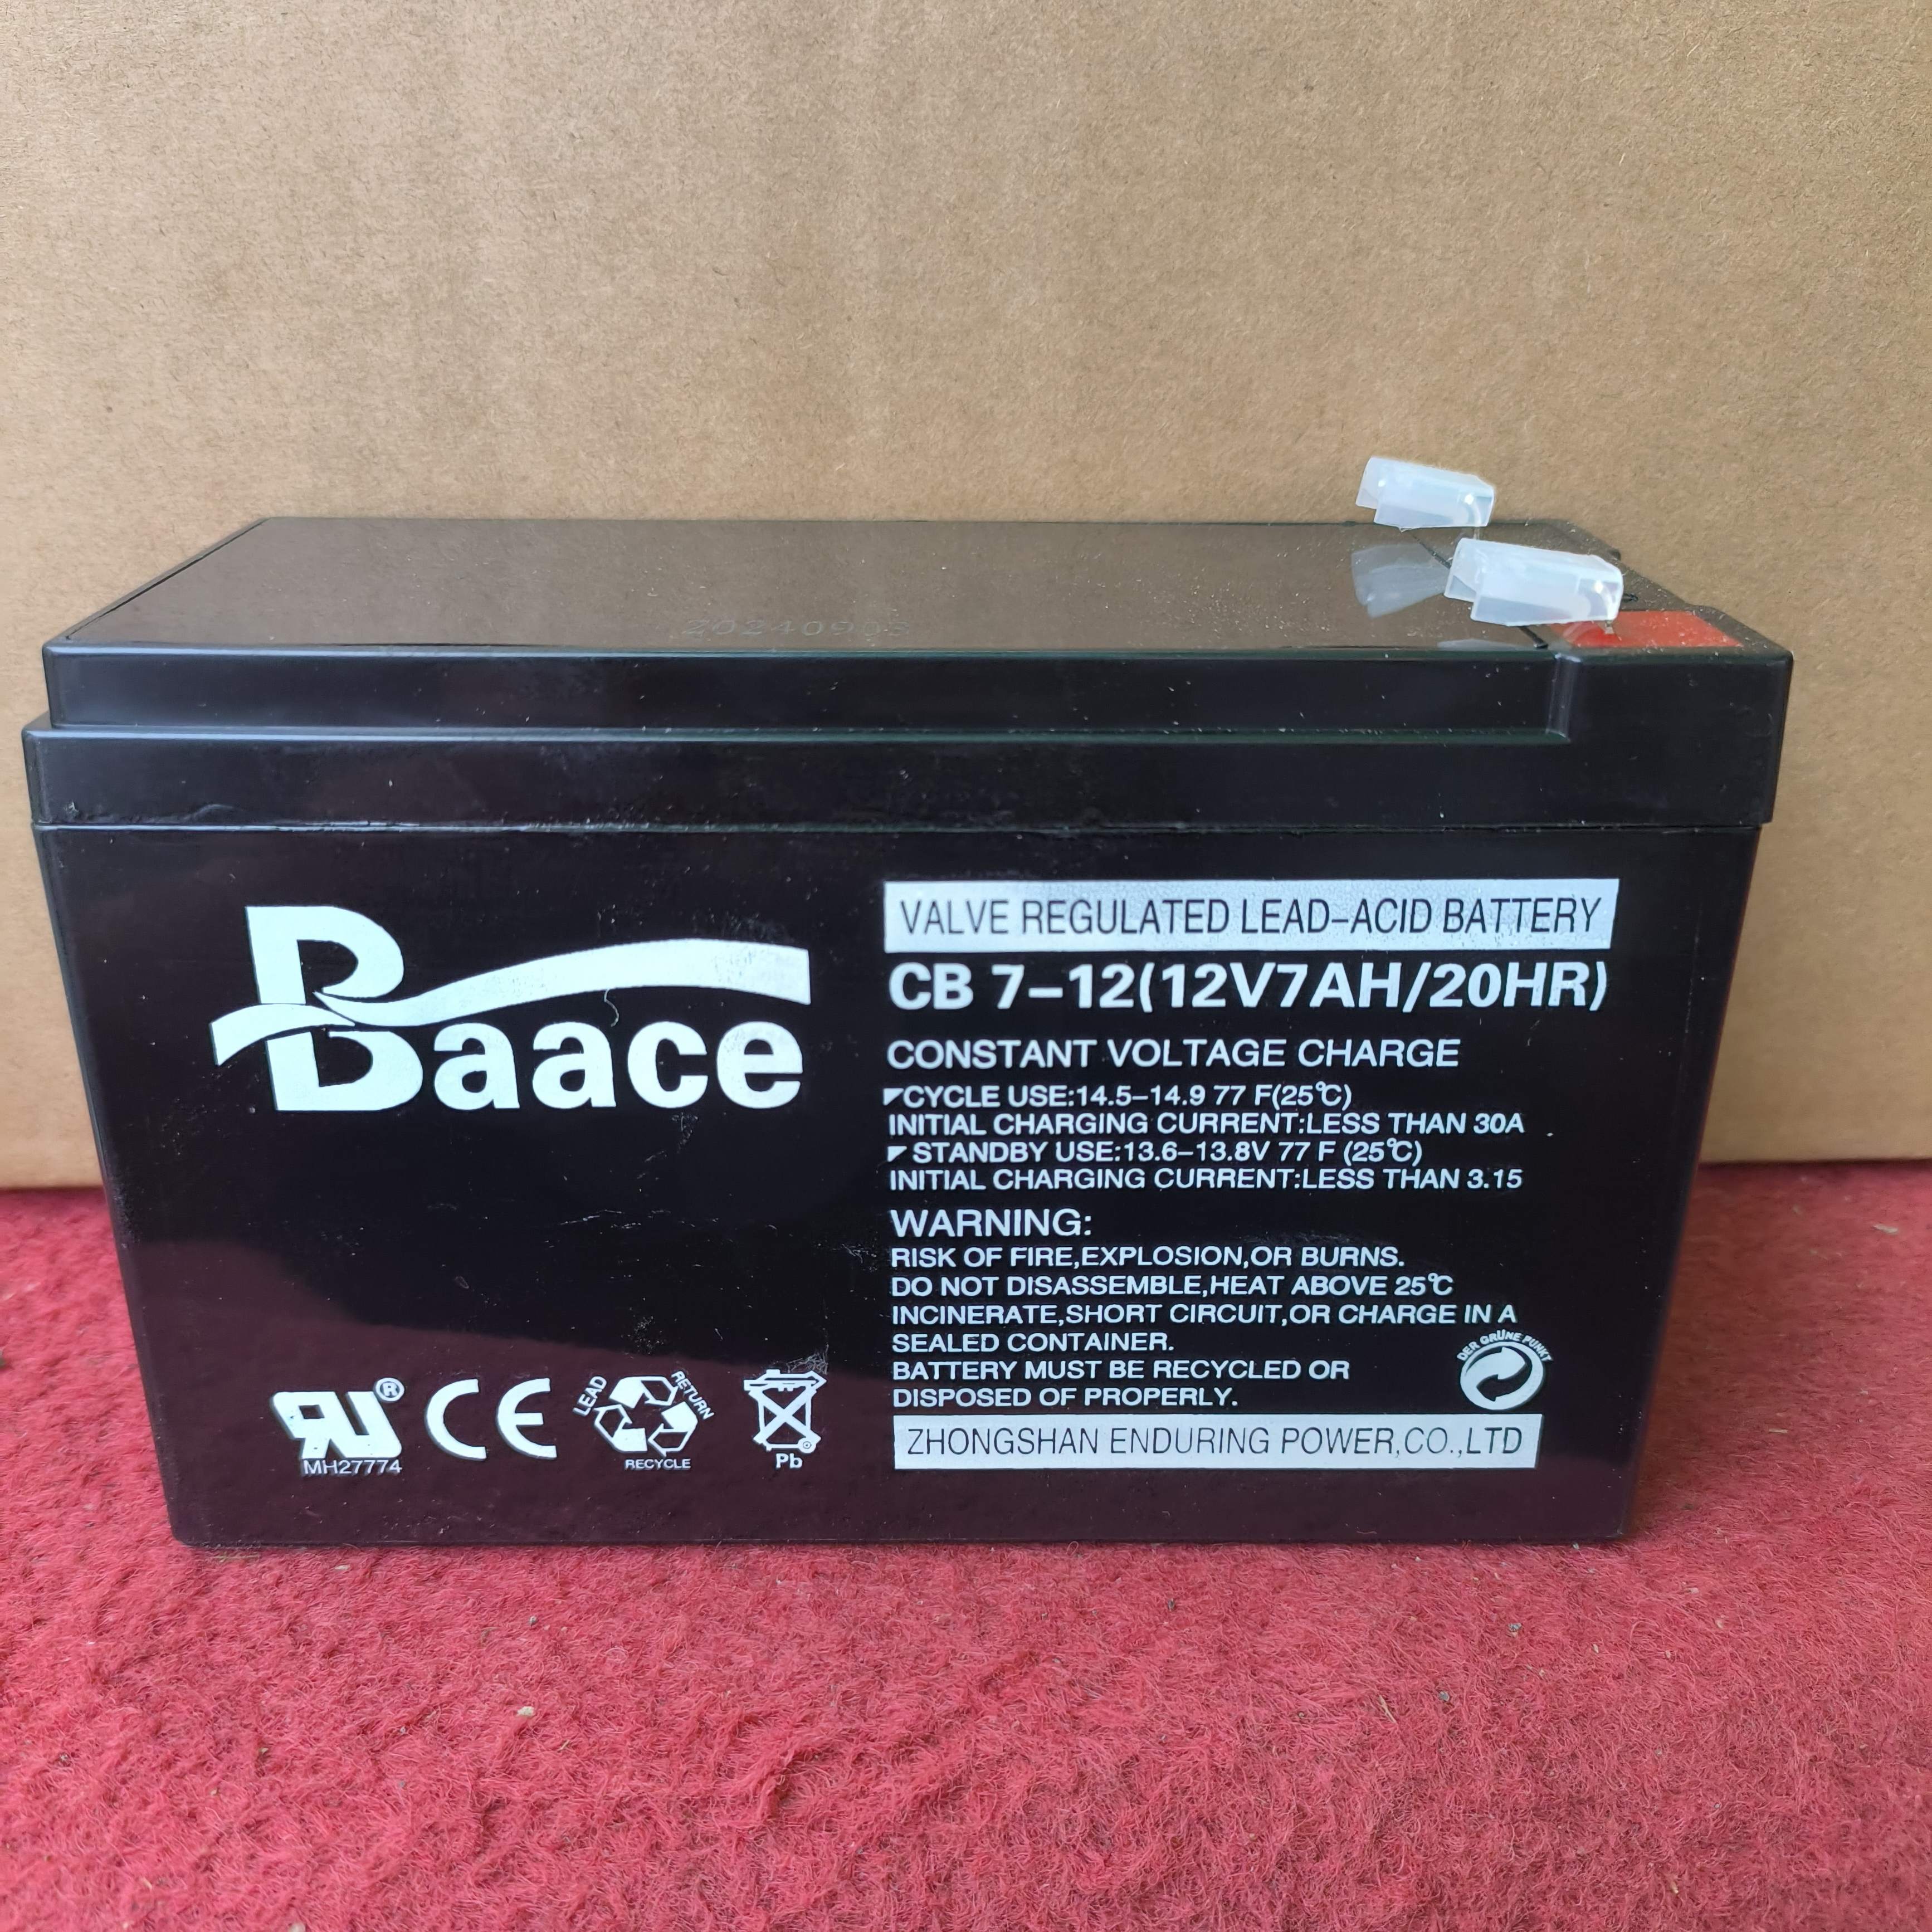 Baace
VALVE REGULATED LEAD-ACID BATTERY
CB 7-12(12V7AH/20HR)
CONSTANT VOLTAGE CHARGE
CYCLE USE:14.5-14.9 77 F(25℃)
INITIAL CHARGING CURRENT:LESS THAN 30A
STANDBY USE:13.6-13.8V 77 F (25℃)
INITIAL CHARGING CURRENT:LESS THAN 3.15
WARNING:
RISK OF FIRE,EXPLOSION,OR BURNS.
DO NOT DISASSEMBLE,HEAT ABOVE 25℃
INCINERATE,SHORT CIRCUIT,OR CHARGE IN A
SEALED CONTAINER.
BATTERY MUST BE RECYCLED OR
DISPOSED OF PROPERLY.
DER GRÜNE PUNKT
ZHONGSHAN ENDURING POWER,CO.,LTD
RU®
MH27774
CE
LEAD
RETURN
RECYCLE
Pb